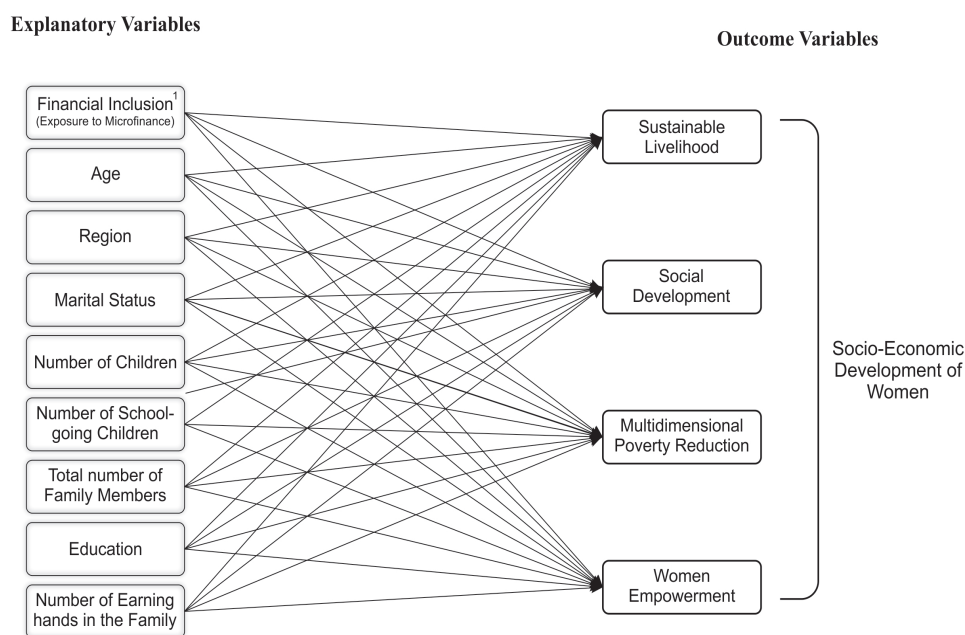 Explanatory Variables
Outcome Variables
Financial Inclusion1
(Exposure to Microfinance)
Age
Region
Marital Status
Number of Children
Number of School-
going Children
Total number of
Family Members
Education
Number of Earning
hands in the Family
Sustainable
Livelihood
Social
Development
Multidimensional
Poverty Reduction
Women
Empowerment
Socio-Economic
Development of
Women